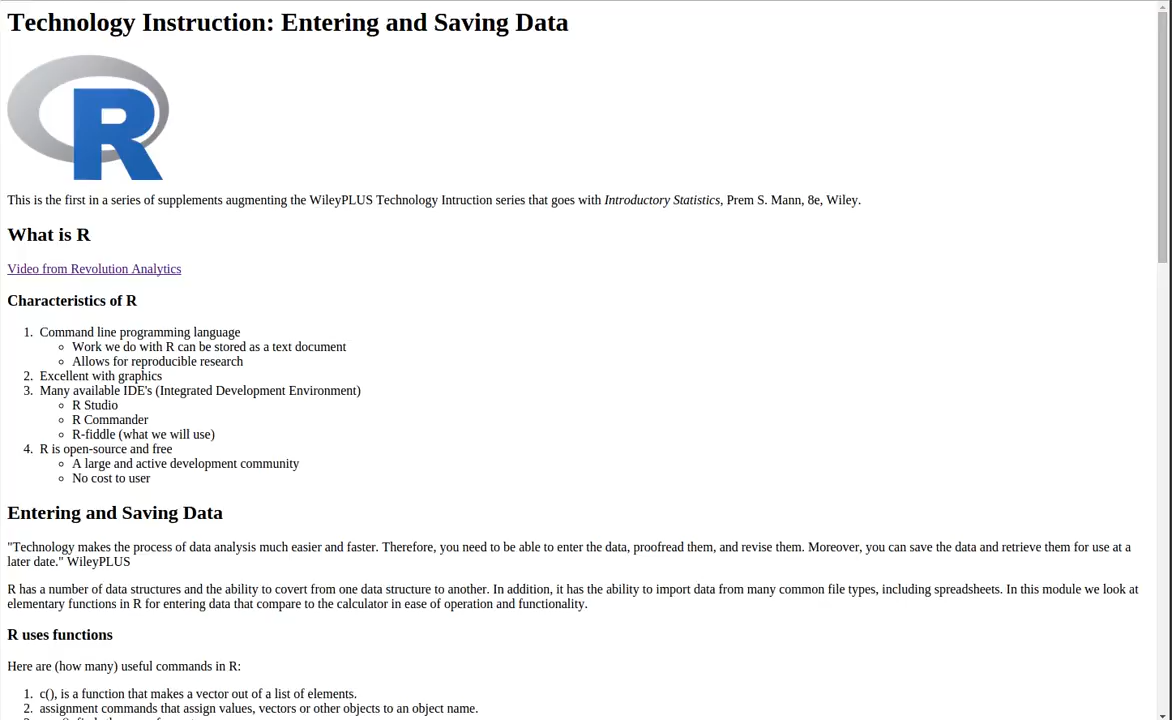 Technology Instruction: Entering and Saving Data
R
This is the first in a series of supplements augmenting the WileyPLUS Technology Intruction series that goes with Introductory Statistics, Prem S. Mann, 8e, Wiley.
What is R
Video from Revolution Analytics
Characteristics of R
1. Command line programming language
◦ Work we do with R can be stored as a text document
◦ Allows for reproducible research
2. Excellent with graphics
3. Many available IDE's (Integrated Development Environment)
◦ R Studio
◦ R Commander
◦ R-fiddle (what we will use)
4. R is open-source and free
◦ A large and active development community
◦ No cost to user
Entering and Saving Data
"Technology makes the process of data analysis much easier and faster. Therefore, you need to be able to enter the data, proofread them, and revise them. Moreover, you can save the data and retrieve them for use at a
later date." WileyPLUS
R has a number of data structures and the ability to covert from one data structure to another. In addition, it has the ability to import data from many common file types, including spreadsheets. In this module we look at
elementary functions in R for entering data that compare to the calculator in ease of operation and functionality.
R uses functions
Here are (how many) useful commands in R:
1. c(), is a function that makes a vector out of a list of elements.
2. assignment commands that assign values, vectors or other objects to an object name.